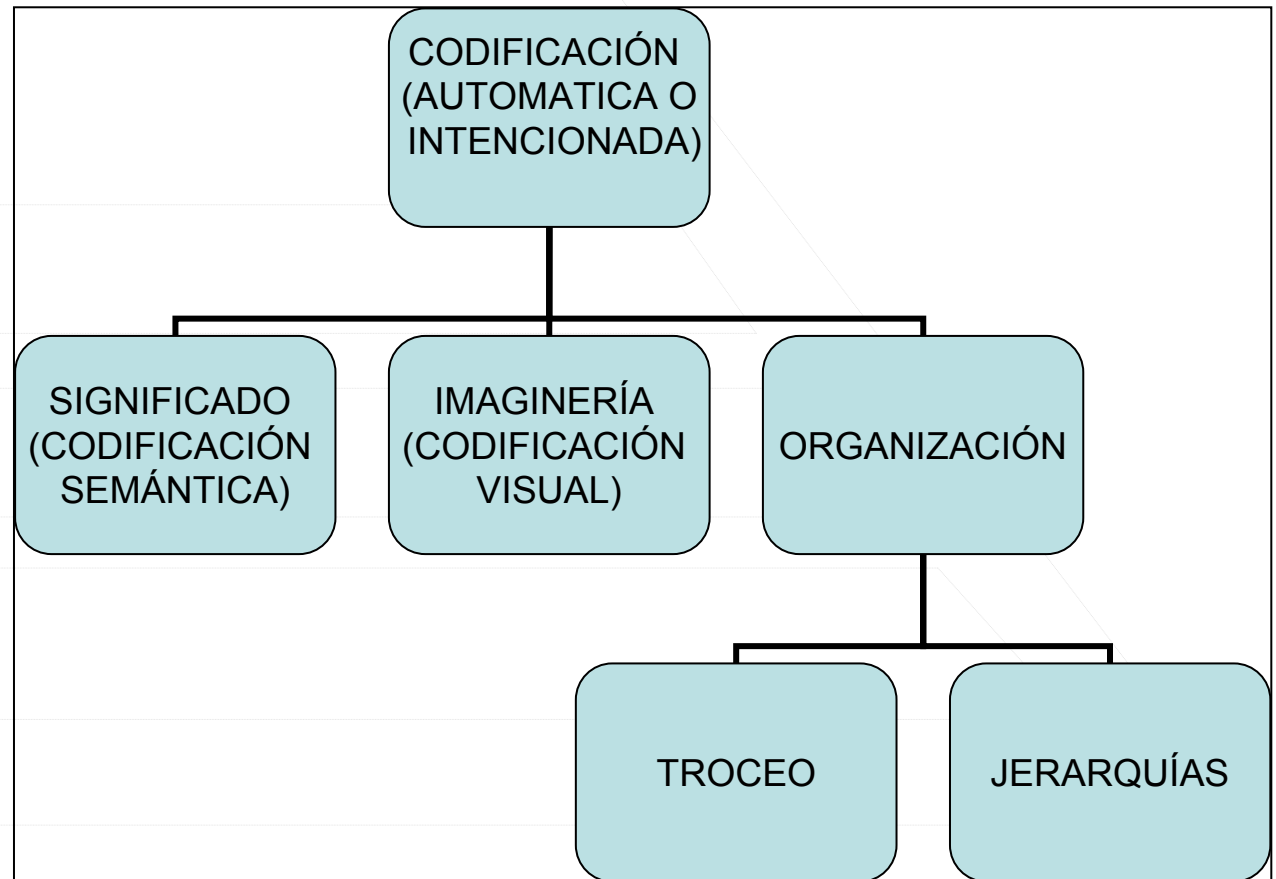 CODIFICACIÓN
(AUTOMATICA O
INTENCIONADA)
SIGNIFICADO
(CODIFICACIÓN
SEMÁNTICA)
IMAGINERÍA
(CODIFICACIÓN
VISUAL)
ORGANIZACIÓN
TROCEO
JERARQUÍAS